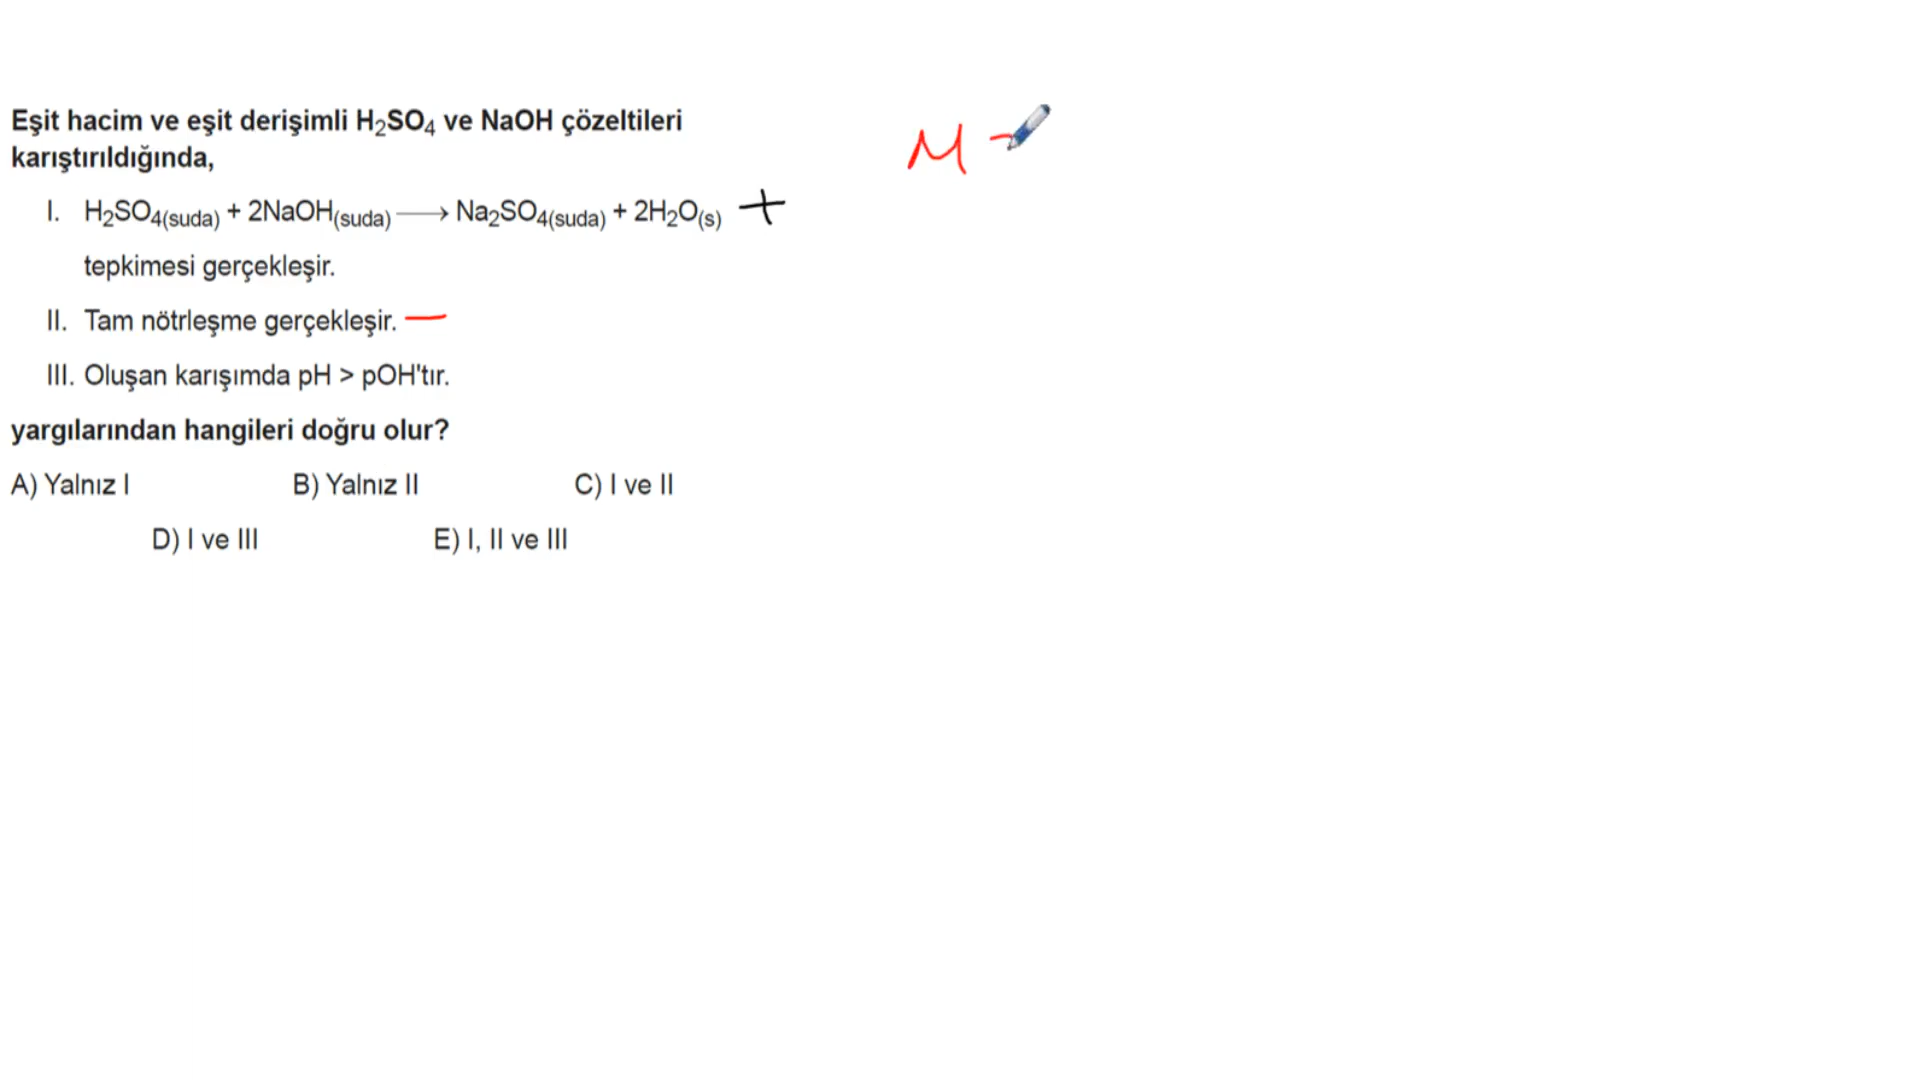 Eşit hacim ve eşit derişimli H₂SO₄ ve NaOH çözeltileri
karıştırıldığında,
I. H₂SO₄(suda) + 2NaOH(suda) ⟶ Na₂SO₄(suda) + 2H₂O(s) +
tepkimesi gerçekleşir.
II. Tam nötrleşme gerçekleşir. —
III. Oluşan karışımda pH > pOH'tır.
yargılarından hangileri doğru olur?
A) Yalnız I B) Yalnız II C) I ve II
D) I ve III E) I, II ve III
M -